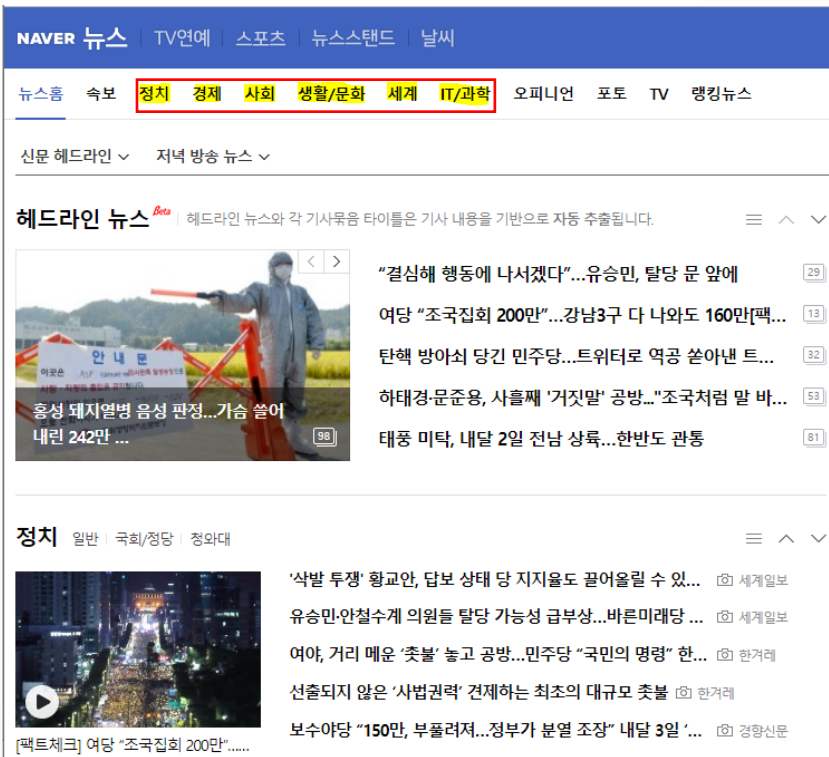 NAVER 뉴스 TV연예 스포츠 뉴스스탠드 날씨
뉴스홈 속보 정치 경제 사회 생활/문화 세계 IT/과학 오피니언 포토 TV 랭킹뉴스
신문 헤드라인 저녁 방송 뉴스
헤드라인 뉴스 Beta 헤드라인 뉴스와 각 기사묶음 타이틀은 기사 내용을 기반으로 자동 추출됩니다.
안내문
홍성 돼지열병 음성 판정...가슴 쓸어
내린 242만 ... 98
“결심해 행동에 나서겠다”...유승민, 탈당 문 앞에 29
여당 “조국집회 200만”...강남3구 다 나와도 160만[팩... 13
탄핵 방아쇠 당긴 민주당...트위터로 역공 쏟아낸 트... 32
하태경·문준용, 사흘째 '거짓말' 공방..."조국처럼 말 바... 53
태풍 미탁, 내달 2일 전남 상륙...한반도 관통 81
정치 일반 국회/정당 청와대
[팩트체크] 여당 “조국집회 200만”......
'삭발 투쟁' 황교안, 답보 상태 당 지지율도 끌어올릴 수 있... 세계일보
유승민·안철수계 의원들 탈당 가능성 급부상...바른미래당 ... 세계일보
여야, 거리 메운 ‘촛불’ 놓고 공방...민주당 “국민의 명령” 한... 한겨레
선출되지 않은 ‘사법권력’ 견제하는 최초의 대규모 촛불 한겨레
보수야당 “150만, 부풀려져...정부가 분열 조장” 내달 3일 ‘... 경향신문